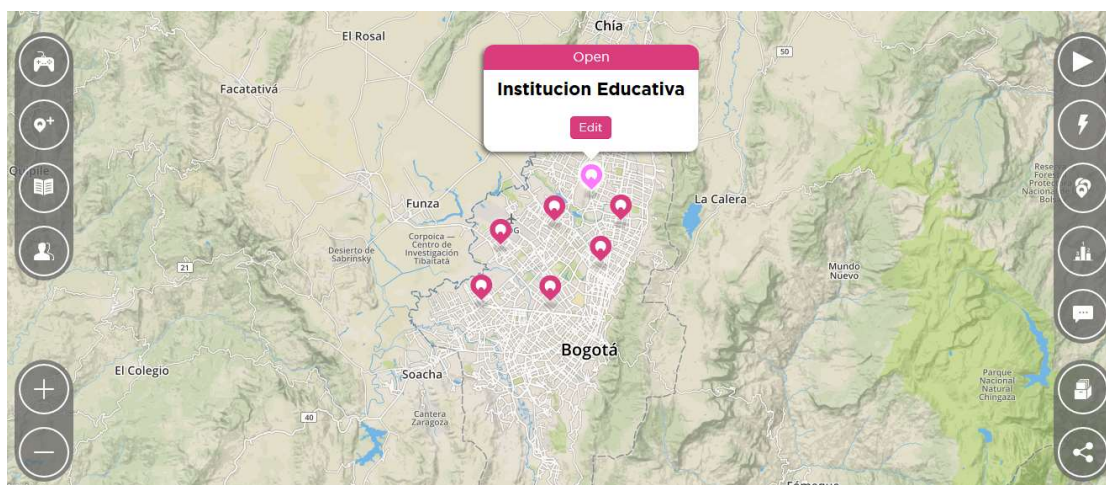 Chía
El Rosal
50
Open
Institucion Educativa
Edit
Facatativá
Funza
La Calera
G
Corpoica —
Centro de
Investigación
Tibaitatá
Desierto de
Sabrinsky
21
Mundo
Nuevo
Bogotá
El Colegio
Soacha
Parque
Nacional
Natural
Chingaza
Cantera
Zaragoza
40